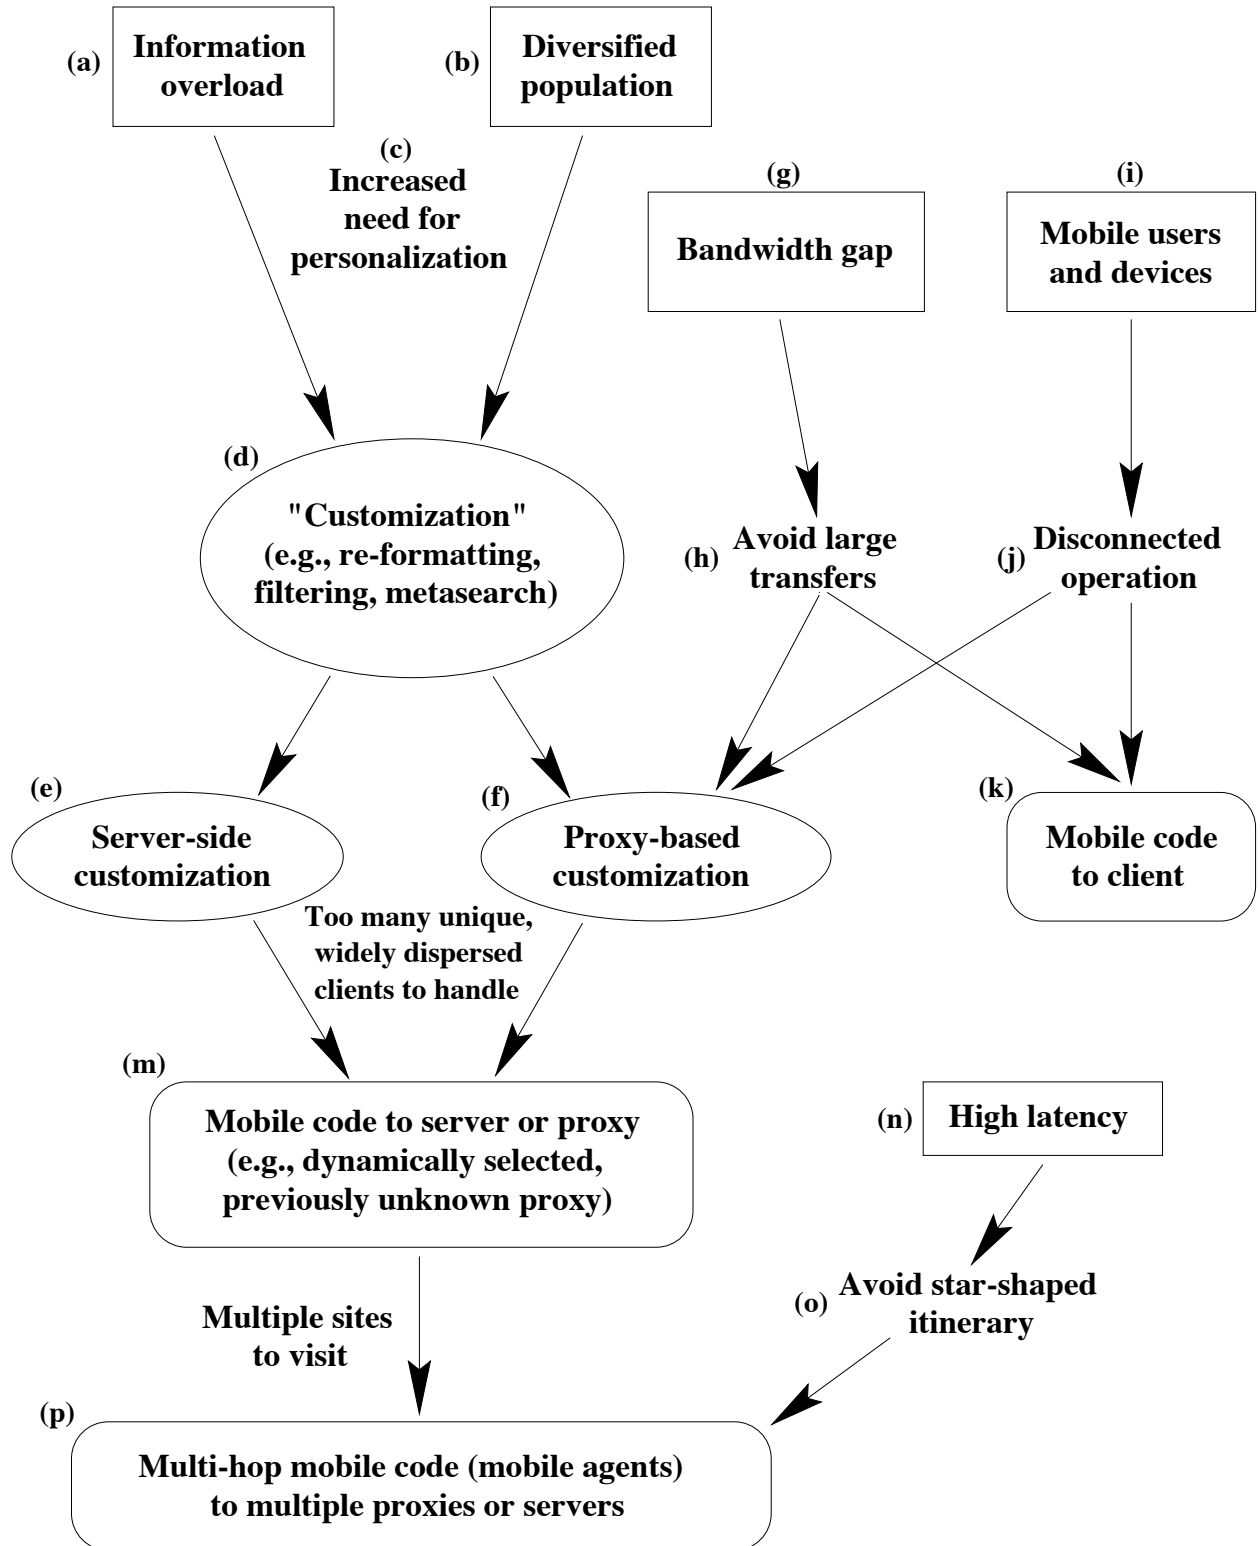 (a)
Information
overload
(b)
Diversified
population
(c)
Increased
need for
personalization
(g)
Bandwidth gap
(i)
Mobile users
and devices
(d)
"Customization"
(e.g., re-formatting,
filtering, metasearch)
(h)
Avoid large
transfers
(j)
Disconnected
operation
(e)
Server-side
customization
(f)
Proxy-based
customization
(k)
Mobile code
to client
Too many unique,
widely dispersed
clients to handle
(m)
Mobile code to server or proxy
(e.g., dynamically selected,
previously unknown proxy)
(n)
High latency
Multiple sites
to visit
(o)
Avoid star-shaped
itinerary
(p)
Multi-hop mobile code (mobile agents)
to multiple proxies or servers